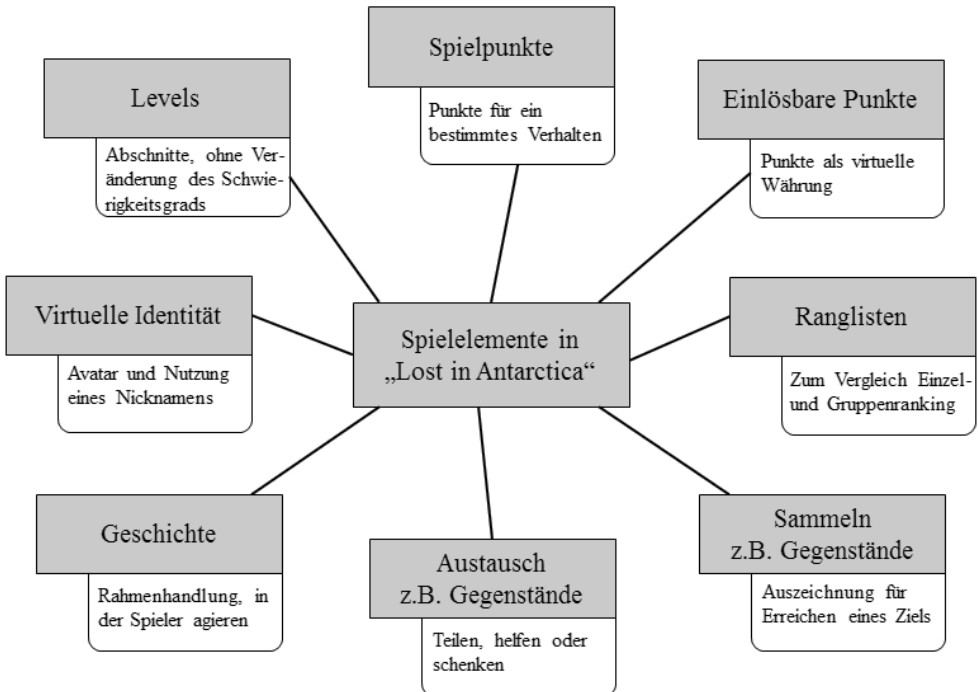 Spielpunkte
Punkte für ein
bestimmtes Verhalten
Levels
Abschnitte, ohne Ver-
änderung des Schwie-
rigkeitsgrads
Einlösbare Punkte
Punkte als virtuelle
Währung
Virtuelle Identität
Avatar und Nutzung
eines Nicknamens
Spielelemente in
„Lost in Antarctica“
Ranglisten
Zum Vergleich Einzel-
und Gruppenranking
Geschichte
Rahmenhandlung, in
der Spieler agieren
Austausch
z.B. Gegenstände
Teilen, helfen oder
schenken
Sammeln
z.B. Gegenstände
Auszeichnung für
Erreichen eines Ziels